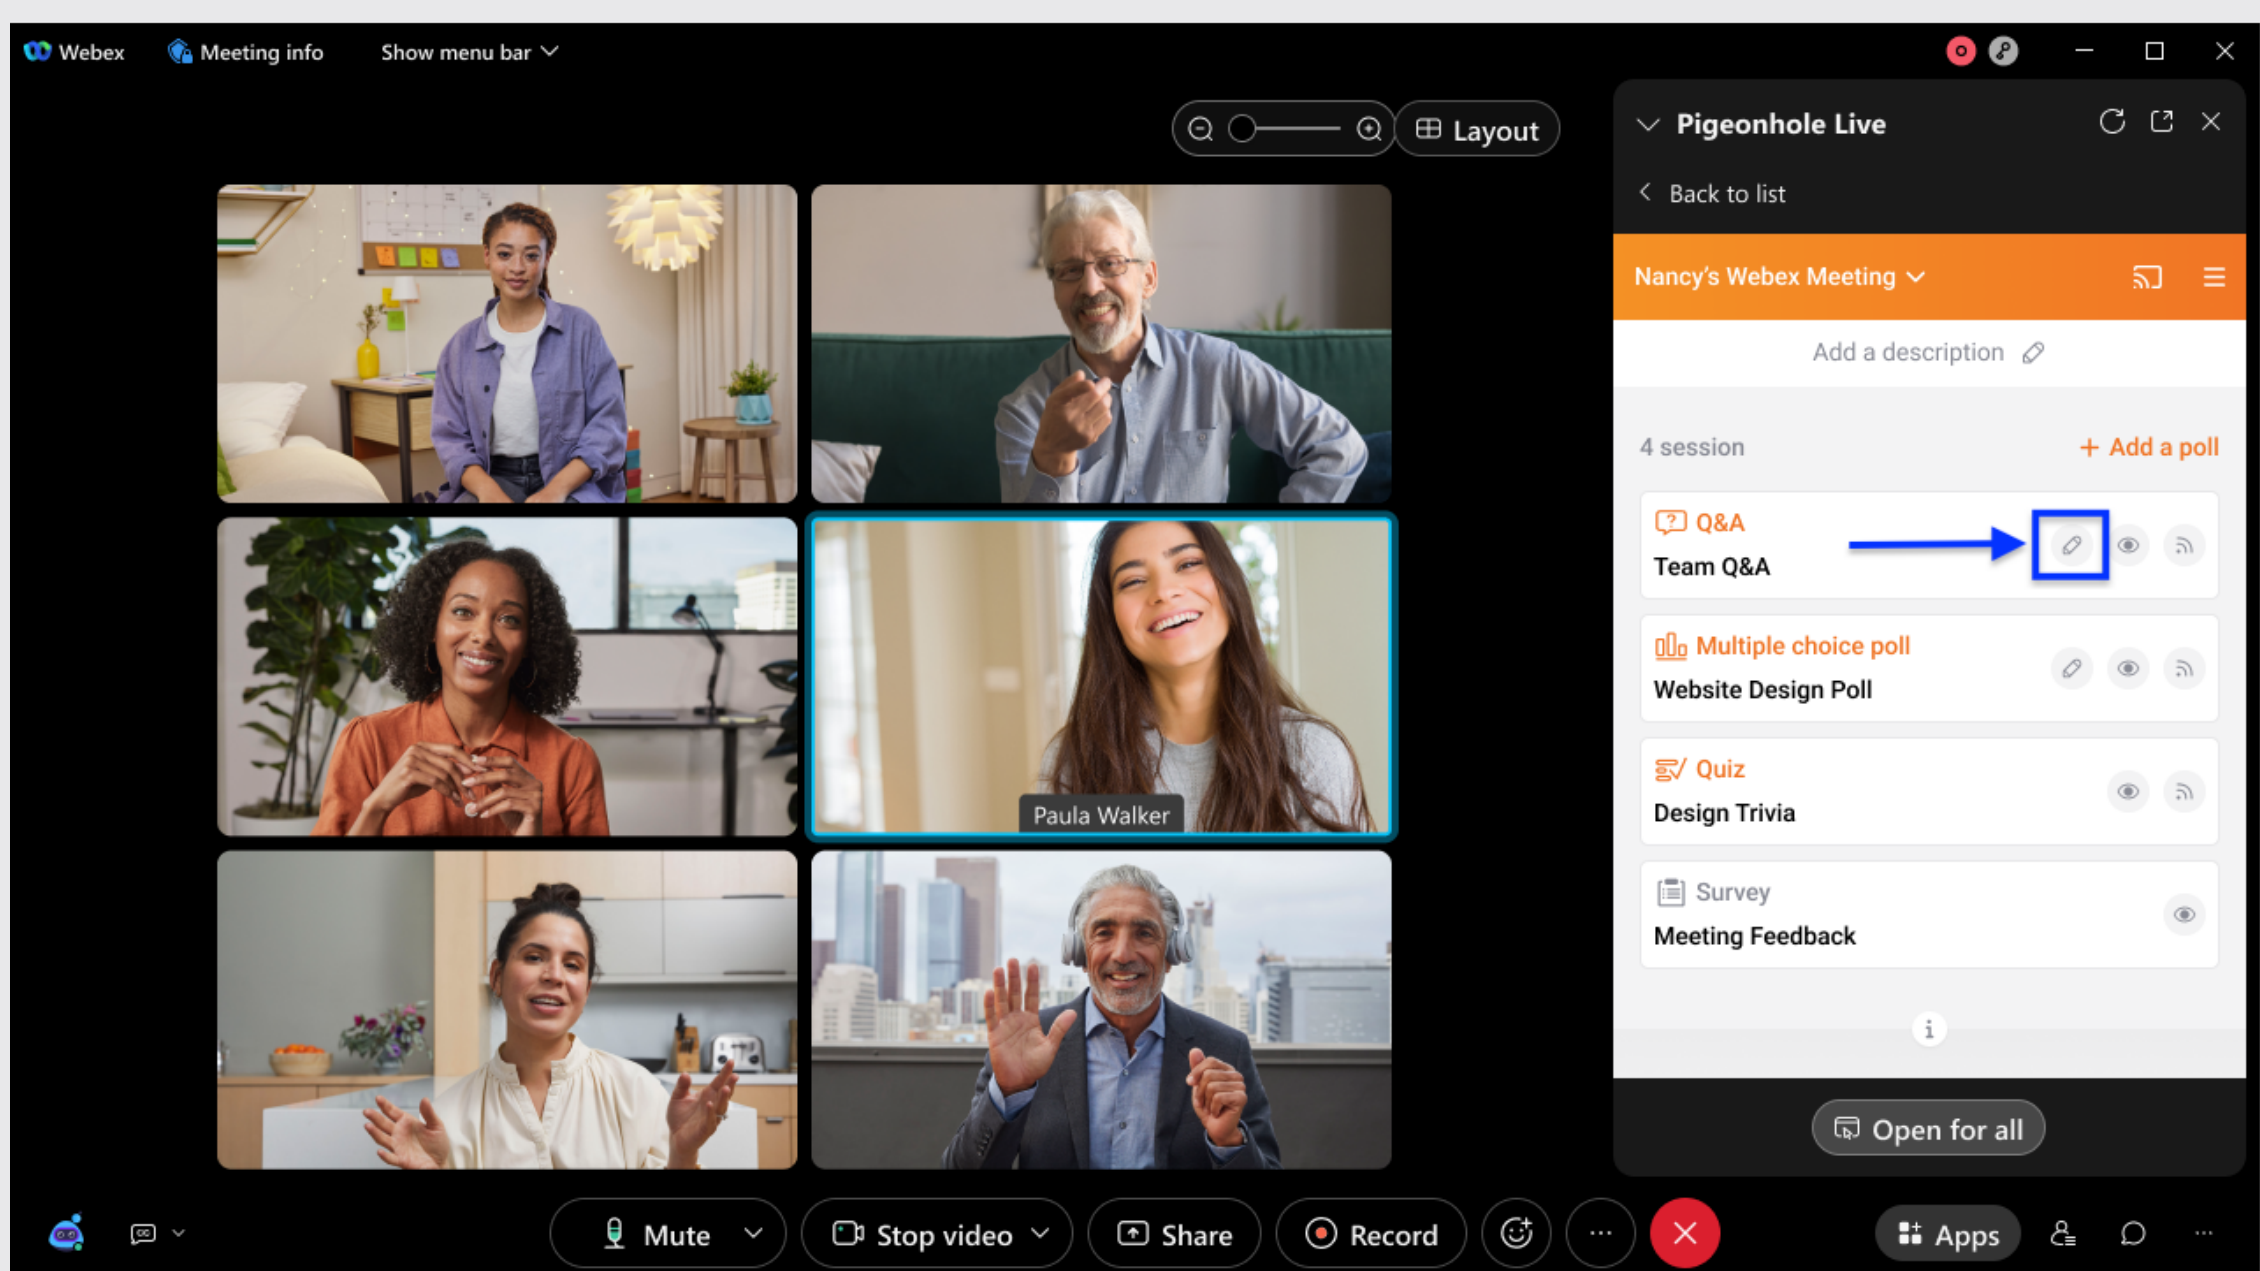 Webex
Meeting info
Show menu bar
Layout
Pigeonhole Live
Back to list
Nancy's Webex Meeting
Add a description
4 session
+ Add a poll
Q&A
Team Q&A
Multiple choice poll
Website Design Poll
Quiz
Design Trivia
Survey
Meeting Feedback
i
Open for all
Paula Walker
CC
Mute
Stop video
Share
Record
Apps